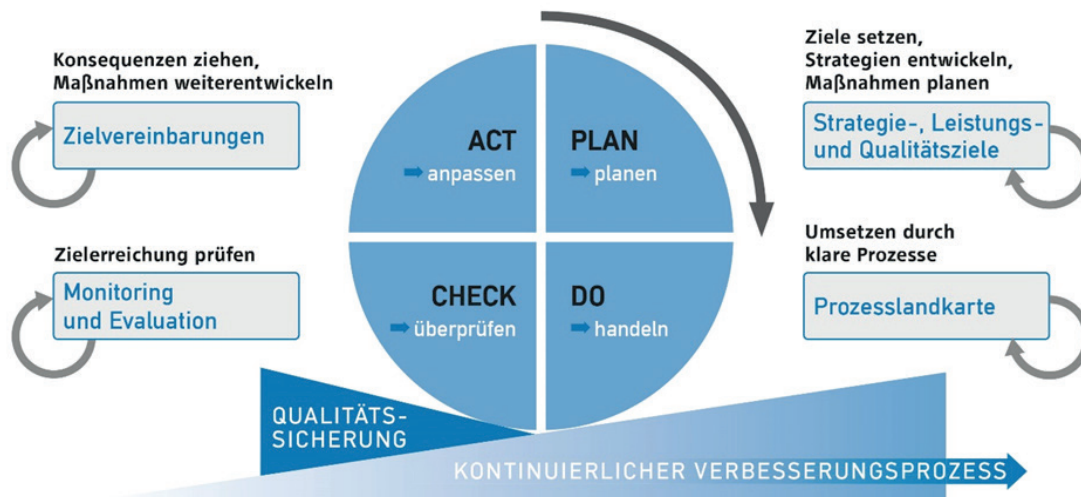 Konsequenzen ziehen,
Maßnahmen weiterentwickeln
Zielvereinbarungen
Zielerreichung prüfen
Monitoring
und Evaluation
ACT
anpassen
PLAN
planen
CHECK
überprüfen
DO
handeln
Ziele setzen,
Strategien entwickeln,
Maßnahmen planen
Strategie-, Leistungs-
und Qualitätsziele
Umsetzen durch
klare Prozesse
Prozesslandkarte
QUALITÄTS-
SICHERUNG
KONTINUIERLICHER VERBESSERUNGSPROZESS